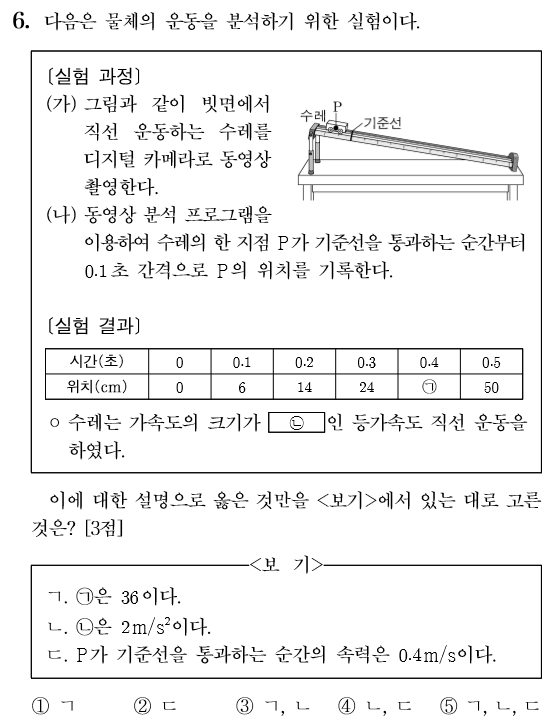 6. 다음은 물체의 운동을 분석하기 위한 실험이다.
[실험 과정]
(가) 그림과 같이 빗면에서
직선 운동하는 수레를
디지털 카메라로 동영상
촬영한다.
수레 P 기준선
(나) 동영상 분석 프로그램을
이용하여 수레의 한 지점 P가 기준선을 통과하는 순간부터
0.1초 간격으로 P의 위치를 기록한다.
[실험 결과]
시간(초) 0 0.1 0.2 0.3 0.4 0.5
위치(cm) 0 6 14 24 ㉠ 50
○ 수레는 가속도의 크기가 ㉡ 인 등가속도 직선 운동을
하였다.
이에 대한 설명으로 옳은 것만을 <보기>에서 있는 대로 고른
것은? [3점]
<보 기>
ㄱ. ㉠은 36이다.
ㄴ. ㉡은 2m/s²이다.
ㄷ. P가 기준선을 통과하는 순간의 속력은 0.4m/s이다.
① ㄱ ② ㄷ ③ ㄱ, ㄴ ④ ㄴ, ㄷ ⑤ ㄱ, ㄴ, ㄷ